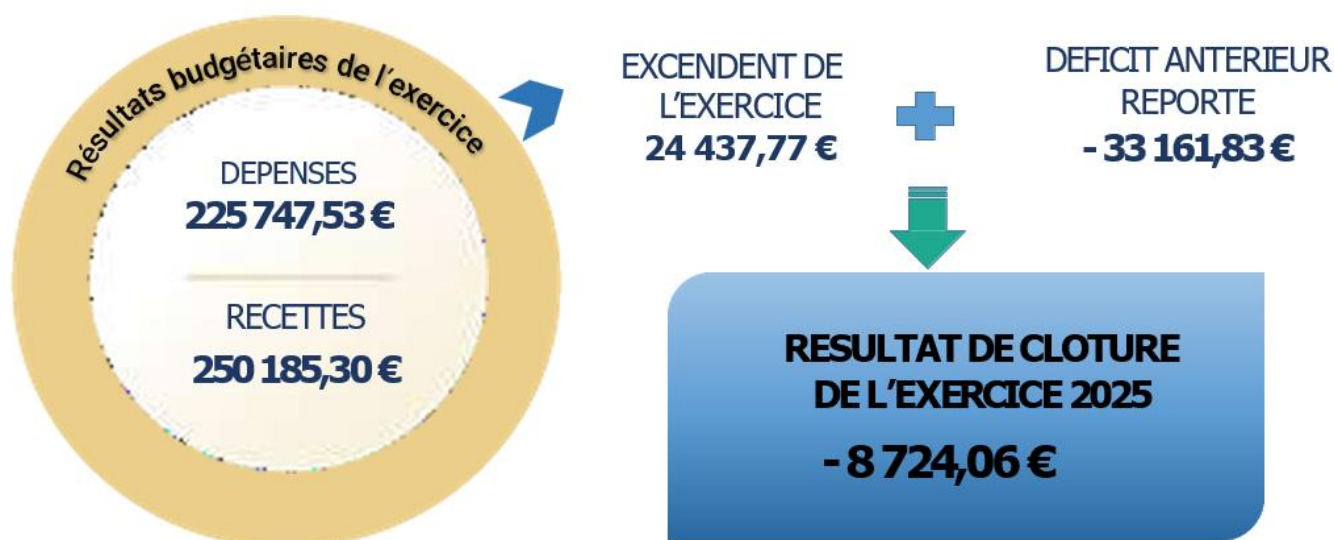 Résultats budgétaires de l'exercice
DEPENSES
225 747,53 €
RECETTES
250 185,30 €
EXCENDENT DE
L'EXERCICE
24 437,77 €
DEFICIT ANTERIEUR
REPORTE
- 33 161,83 €
RESULTAT DE CLOTURE
DE L'EXERCICE 2025
- 8 724,06 €